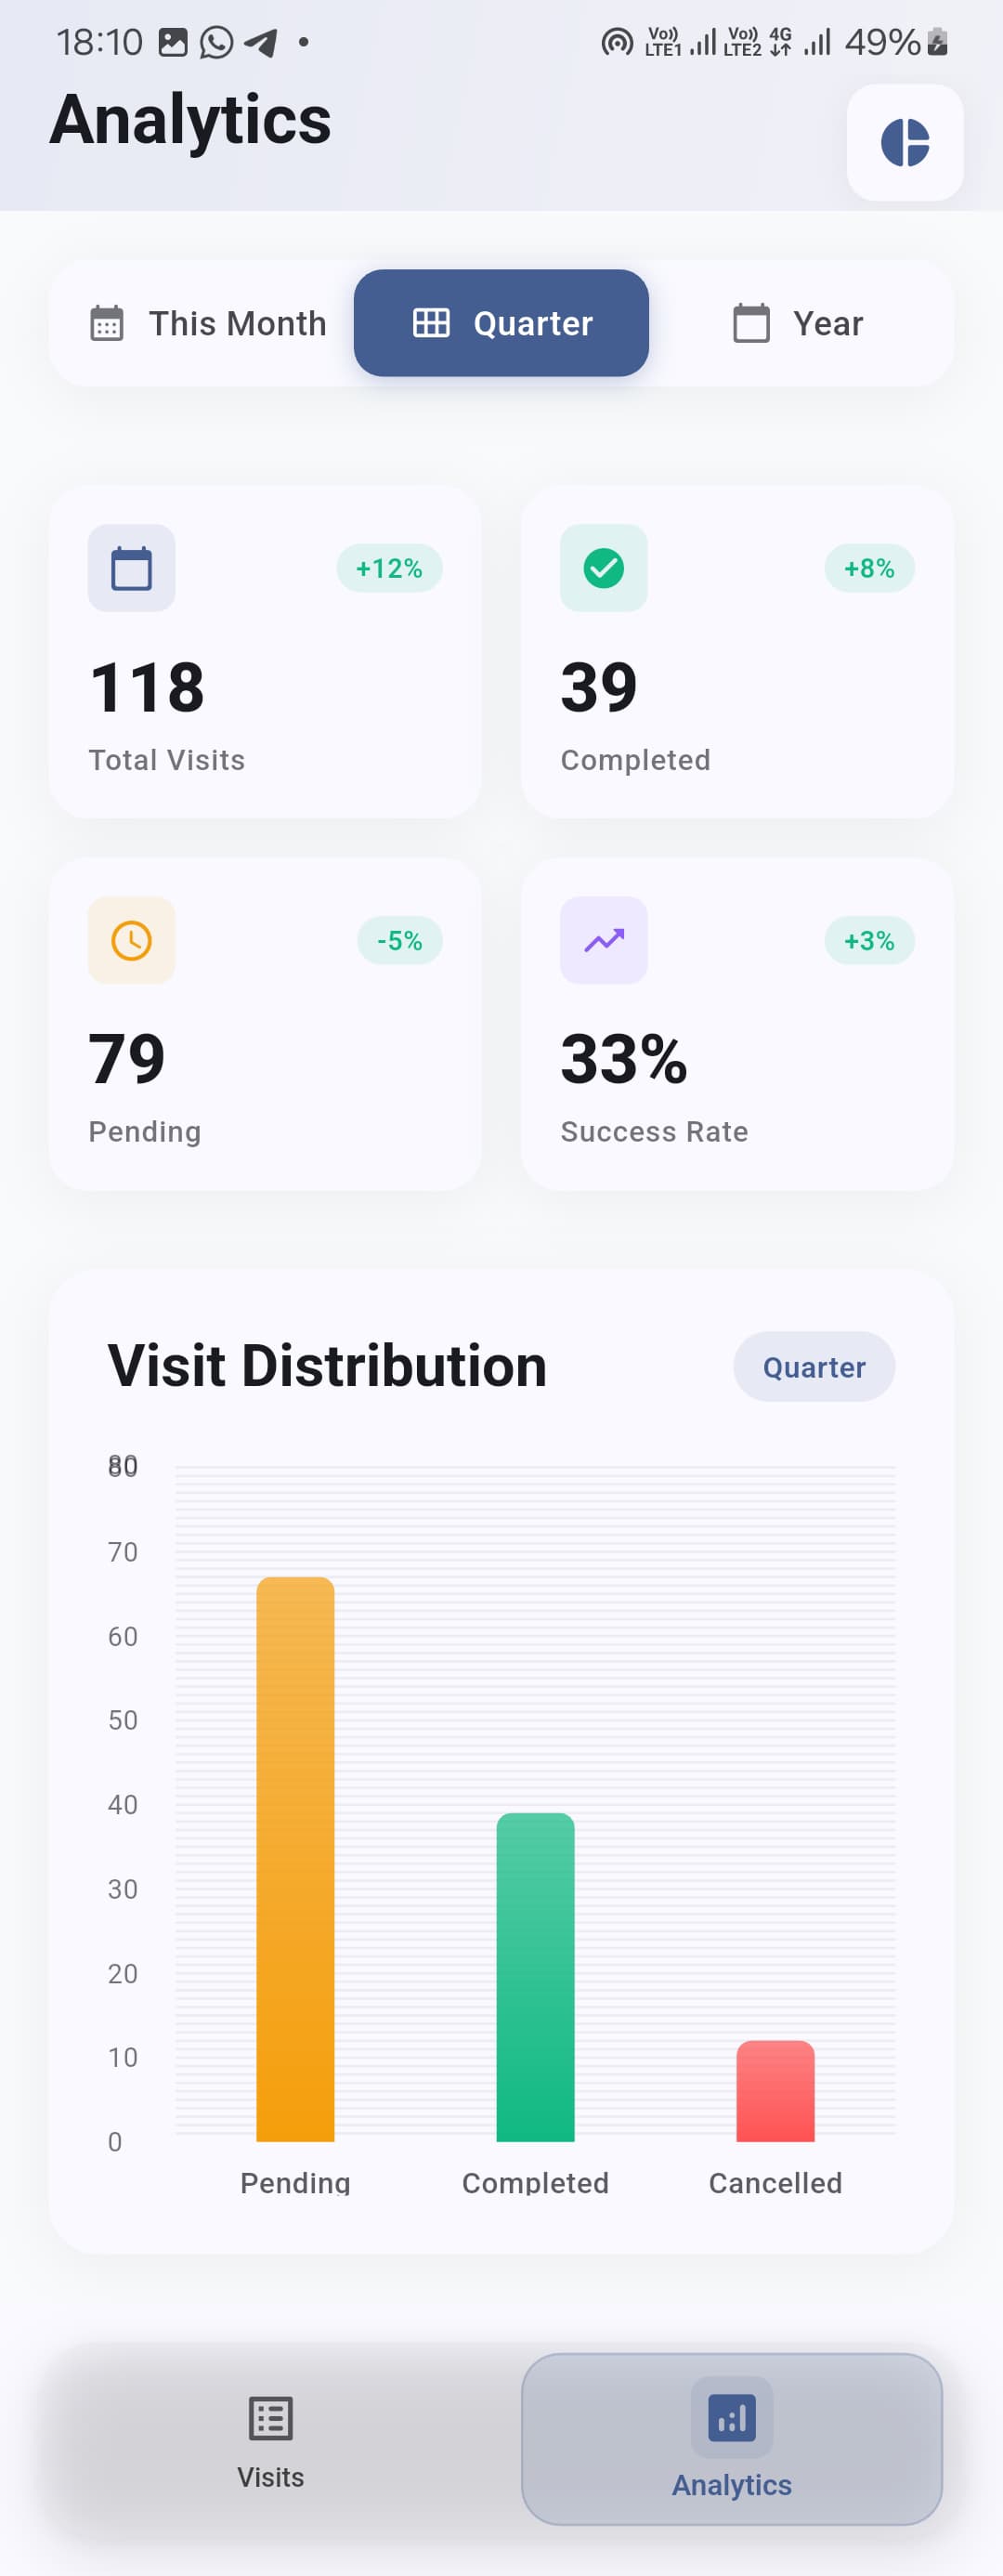 18:10 Vo)) LTE1 Vo)) LTE2 4G 49%
Analytics
This Month Quarter Year
+12% +8%
118 39
Total Visits Completed
-5% +3%
79 33%
Pending Success Rate
Visit Distribution Quarter
80
70
60
50
40
30
20
10
0
Pending Completed Cancelled
Visits Analytics